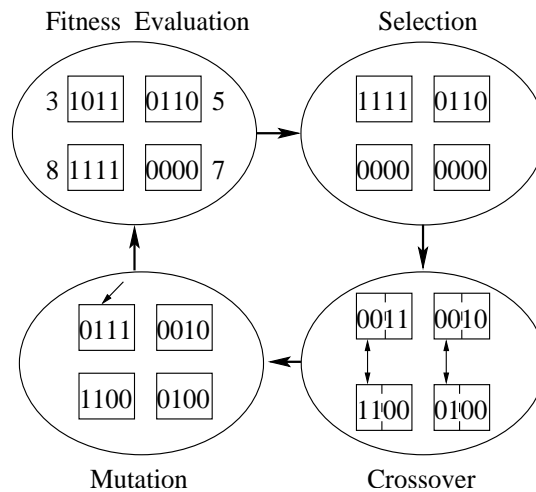 Fitness Evaluation
Selection
3 1011 0110 5
8 1111 0000 7
1111 0110
0000 0000
0111 0010
1100 0100
0011 0010
1100 0100
Mutation
Crossover